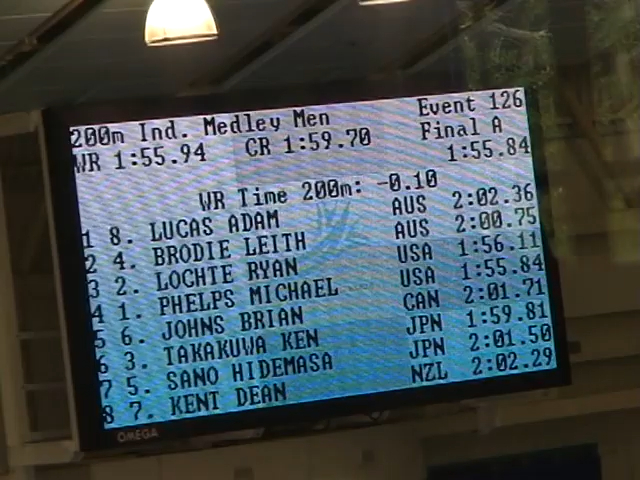 200m Ind. Medley Men Event 126
WR 1:55.94 CR 1:59.70 Final A
1:55.84
WR Time 200m: -0.10
1 8. LUCAS ADAM AUS 2:02.36
2 4. BRODIE LEITH AUS 2:00.75
3 2. LOCHTE RYAN USA 1:56.11
4 1. PHELPS MICHAEL USA 1:55.84
5 6. JOHNS BRIAN CAN 2:01.71
6 3. TAKAKUWA KEN JPN 1:59.81
7 5. SANO HIDEMASA JPN 2:01.50
8 7. KENT DEAN NZL 2:02.29
OMEGA